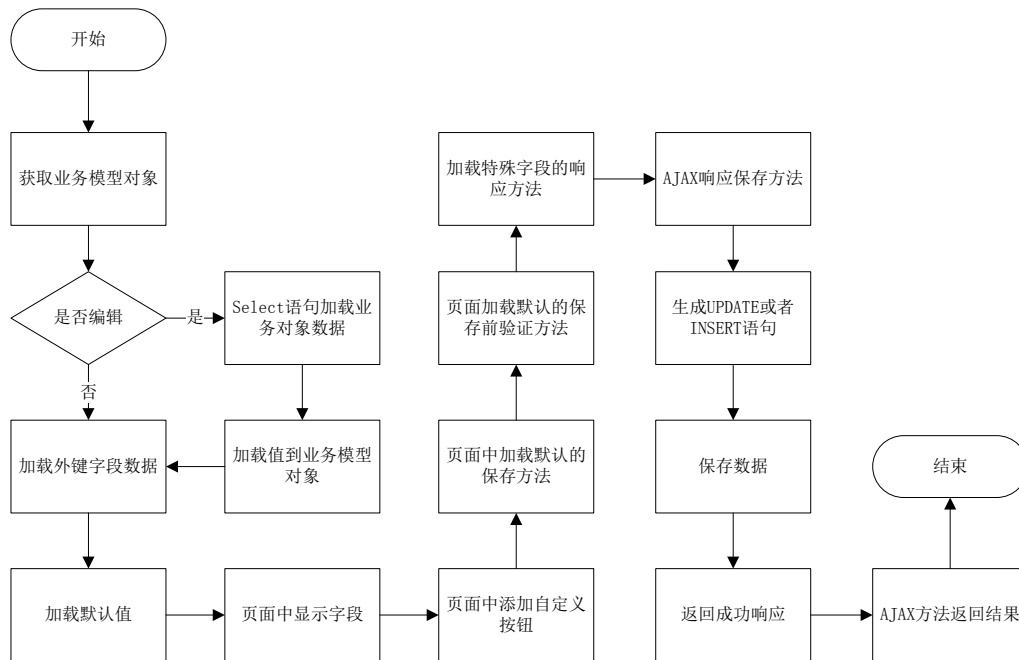 开始
获取业务模型对象
是否编辑
是
Select语句加载业
务对象数据
否
加载值到业务模型
对象
加载外键字段数据
加载默认值
页面中显示字段
页面中添加自定义
按钮
页面中加载默认的
保存方法
页面加载默认的保
存前验证方法
加载特殊字段的响
应方法
AJAX响应保存方法
生成UPDATE或者
INSERT语句
保存数据
返回成功响应
AJAX方法返回结果
结束